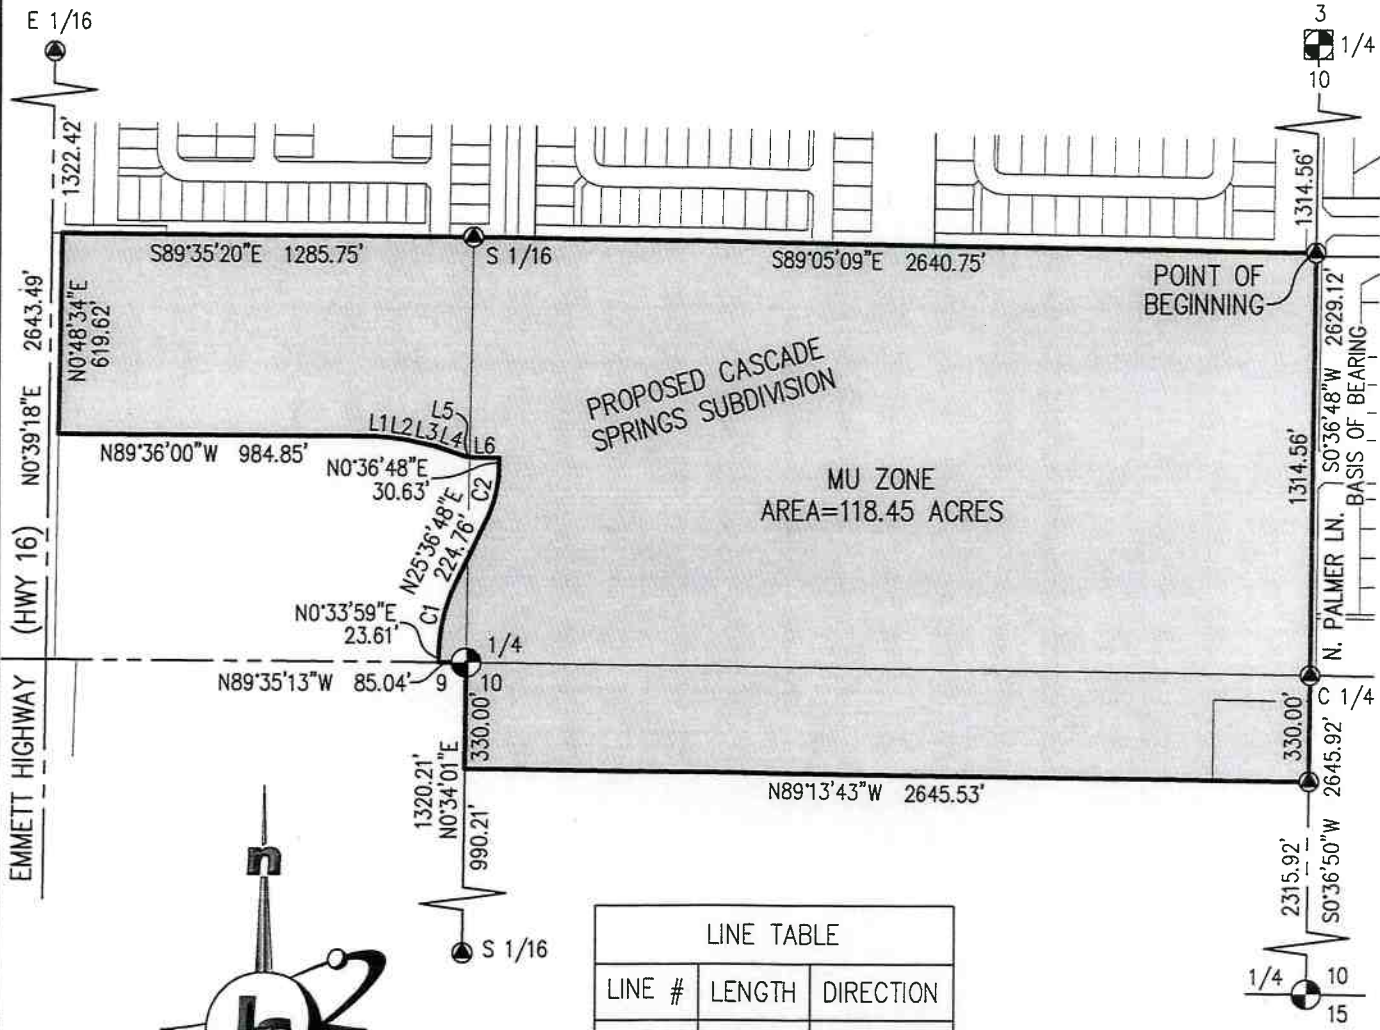 E 1/16
3
1/4
10
1322.42'
1314.56'
S89°35'20"E 1285.75'
S 1/16
S89°05'09"E 2640.75'
POINT OF
BEGINNING
N0°48'34"E
619.62'
2643.49'
N0°39'18"E
(HWY 16)
EMMETT HIGHWAY
PROPOSED CASCADE
SPRINGS SUBDIVISION
S0°36'48"W 2629.12'
BASIS OF BEARING
L1 L2 L3 L4
L5
L6
N89°36'00"W 984.85'
N0°36'48"E
30.63'
C2
MU ZONE
AREA=118.45 ACRES
1314.56'
N25°36'48"E
224.76'
C1
N0°33'59"E
23.61'
N. PALMER LN.
1/4
N89°35'13"W 85.04'
9
10
C 1/4
330.00'
330.00'
N89°13'43"W 2645.53'
1320.21'
N0°34'01"E
990.21'
S0°36'50"W 2645.92'
2315.92'
S 1/16
n
h
LINE TABLE
LINE # LENGTH DIRECTION
1/4
10
15